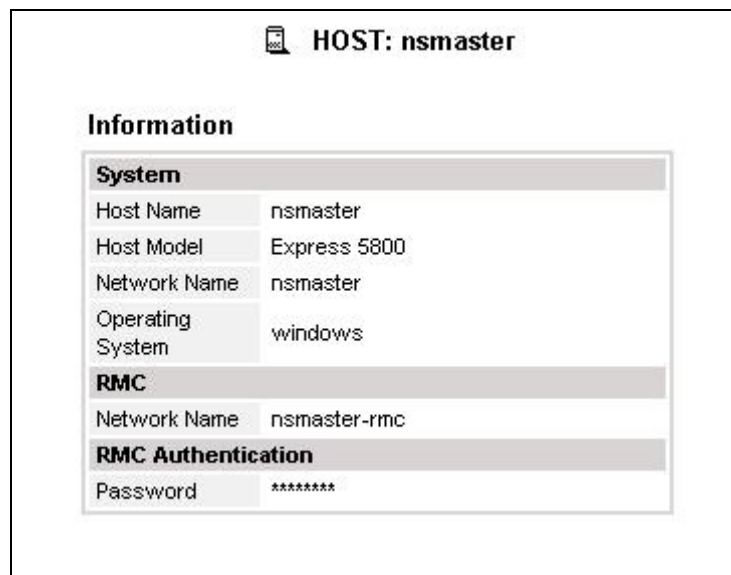 HOST: nsmaster
Information
System
Host Name nsmaster
Host Model Express 5800
Network Name nsmaster
Operating
System windows
RMC
Network Name nsmaster-rmc
RMC Authentication
Password ********